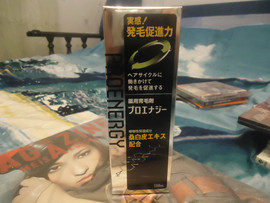 実感!
発毛促進力
ヘアサイクルに
働きかけて
発毛を促進する
薬用育毛剤
プロエナジー
桑白皮エキス
配合
PROENERGY